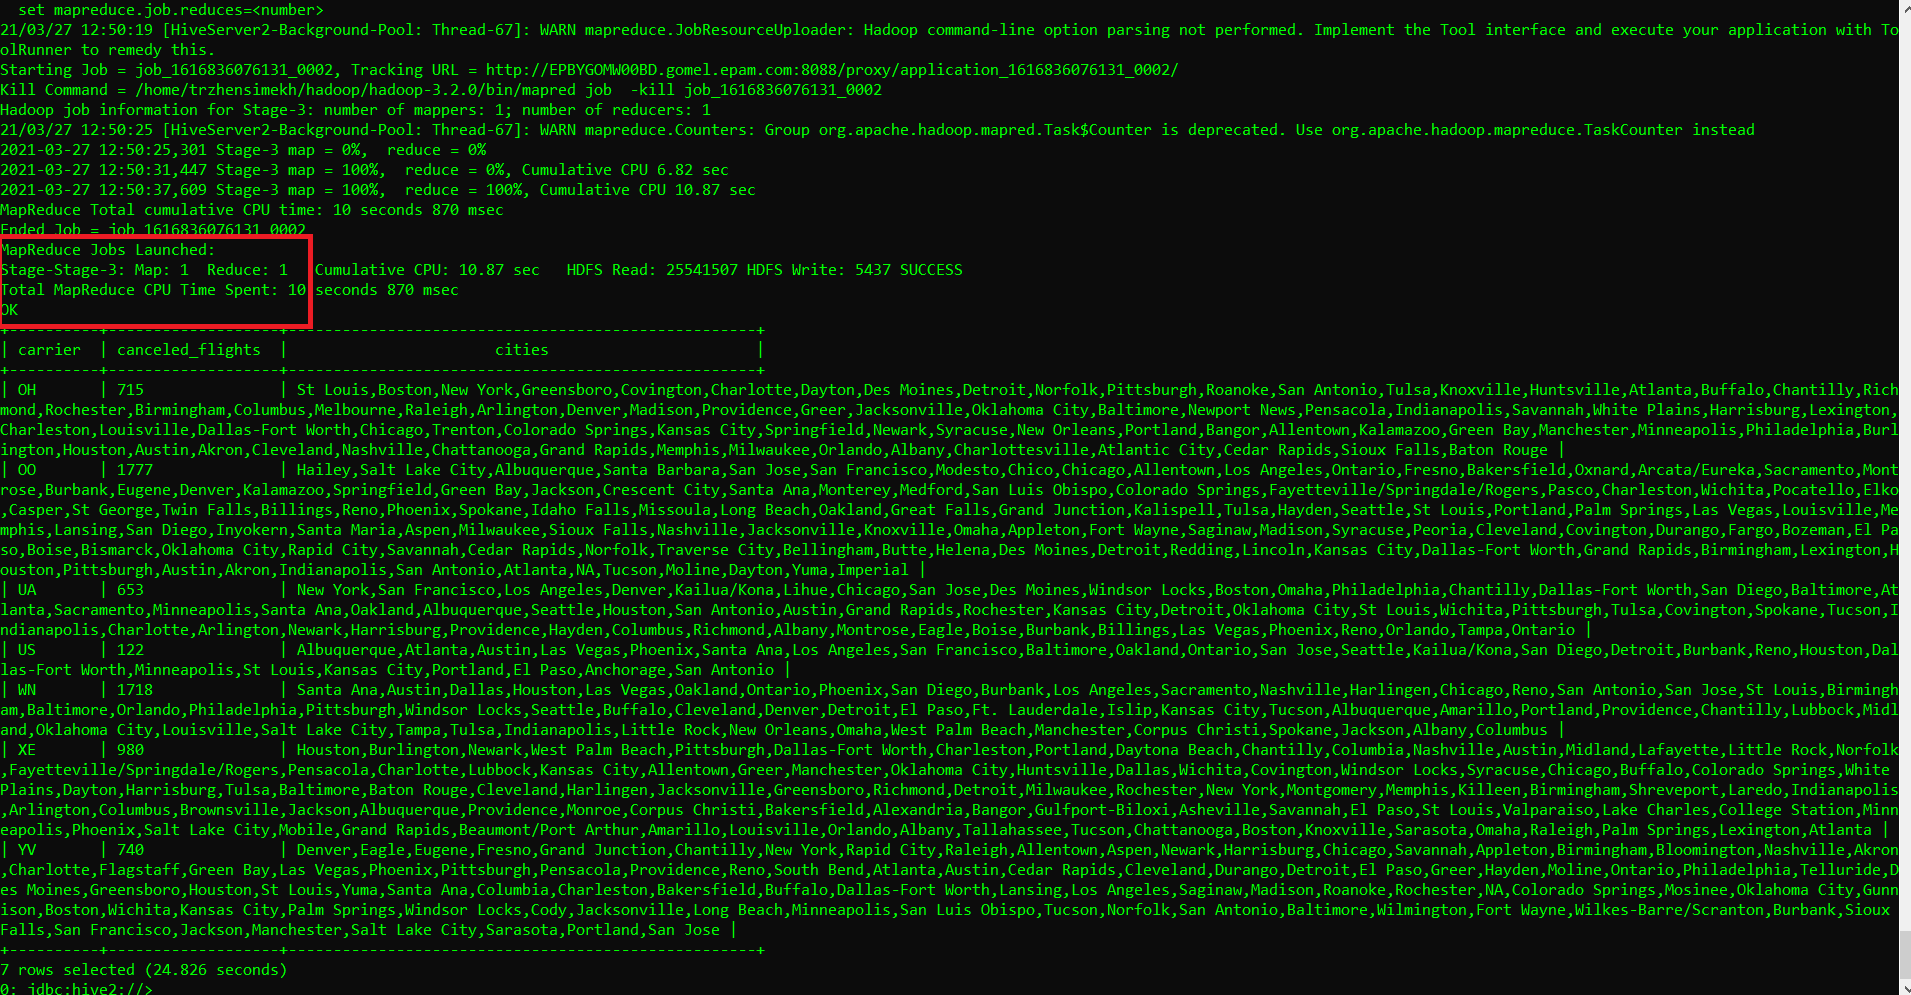 set mapreduce.job.reduces=<number>
21/03/27 12:50:19 [HiveServer2-Background-Pool: Thread-67]: WARN mapreduce.JobResourceUploader: Hadoop command-line option parsing not performed. Implement the Tool interface and execute your application with To
olRunner to remedy this.
Starting Job = job_1616836076131_0002, Tracking URL = http://EPBYGOMW00BD.gomel.epam.com:8088/proxy/application_1616836076131_0002/
Kill Command = /home/trzhensimekh/hadoop/hadoop-3.2.0/bin/mapred job  -kill job_1616836076131_0002
Hadoop job information for Stage-3: number of mappers: 1; number of reducers: 1
21/03/27 12:50:25 [HiveServer2-Background-Pool: Thread-67]: WARN mapreduce.Counters: Group org.apache.hadoop.mapred.Task$Counter is deprecated. Use org.apache.hadoop.mapreduce.TaskCounter instead
2021-03-27 12:50:25,301 Stage-3 map = 0%,  reduce = 0%
2021-03-27 12:50:31,447 Stage-3 map = 100%,  reduce = 0%, Cumulative CPU 6.82 sec
2021-03-27 12:50:37,609 Stage-3 map = 100%,  reduce = 100%, Cumulative CPU 10.87 sec
MapReduce Total cumulative CPU time: 10 seconds 870 msec
Ended Job = job_1616836076131_0002
MapReduce Jobs Launched:
Stage-Stage-3: Map: 1  Reduce: 1   Cumulative CPU: 10.87 sec   HDFS Read: 25541507 HDFS Write: 5437 SUCCESS
Total MapReduce CPU Time Spent: 10 seconds 870 msec
OK
+----------+-------------------+----------------------------------------------------+
| carrier  | canceled_flights  |                       cities                       |
+----------+-------------------+----------------------------------------------------+
| OH       | 715               | St Louis,Boston,New York,Greensboro,Covington,Charlotte,Dayton,Des Moines,Detroit,Norfolk,Pittsburgh,Roanoke,San Antonio,Tulsa,Knoxville,Huntsville,Atlanta,Buffalo,Chantilly,Rich
mond,Rochester,Birmingham,Columbus,Melbourne,Raleigh,Arlington,Denver,Madison,Providence,Greer,Jacksonville,Oklahoma City,Baltimore,Newport News,Pensacola,Indianapolis,Savannah,White Plains,Harrisburg,Lexington,
Charleston,Louisville,Dallas-Fort Worth,Chicago,Trenton,Colorado Springs,Kansas City,Springfield,Newark,Syracuse,New Orleans,Portland,Bangor,Allentown,Kalamazoo,Green Bay,Manchester,Minneapolis,Philadelphia,Burl
ington,Houston,Austin,Akron,Cleveland,Nashville,Chattanooga,Grand Rapids,Memphis,Milwaukee,Orlando,Albany,Charlottesville,Atlantic City,Cedar Rapids,Sioux Falls,Baton Rouge |
| OO       | 1777              | Hailey,Salt Lake City,Albuquerque,Santa Barbara,San Jose,San Francisco,Modesto,Chico,Chicago,Allentown,Los Angeles,Ontario,Fresno,Bakersfield,Oxnard,Arcata/Eureka,Sacramento,Mont
rose,Burbank,Eugene,Denver,Kalamazoo,Springfield,Green Bay,Jackson,Crescent City,Santa Ana,Monterey,Medford,San Luis Obispo,Colorado Springs,Fayetteville/Springdale/Rogers,Pasco,Charleston,Wichita,Pocatello,Elko
,Casper,St George,Twin Falls,Billings,Reno,Phoenix,Spokane,Idaho Falls,Missoula,Long Beach,Oakland,Great Falls,Grand Junction,Kalispell,Tulsa,Hayden,Seattle,St Louis,Portland,Palm Springs,Las Vegas,Louisville,Me
mphis,Lansing,San Diego,Inyokern,Santa Maria,Aspen,Milwaukee,Sioux Falls,Nashville,Jacksonville,Knoxville,Omaha,Appleton,Fort Wayne,Saginaw,Madison,Syracuse,Peoria,Cleveland,Covington,Durango,Fargo,Bozeman,El Pa
so,Boise,Bismarck,Oklahoma City,Rapid City,Savannah,Cedar Rapids,Norfolk,Traverse City,Bellingham,Butte,Helena,Des Moines,Detroit,Redding,Lincoln,Kansas City,Dallas-Fort Worth,Grand Rapids,Birmingham,Lexington,H
ouston,Pittsburgh,Austin,Akron,Indianapolis,San Antonio,Atlanta,NA,Tucson,Moline,Dayton,Yuma,Imperial |
| UA       | 653               | New York,San Francisco,Los Angeles,Denver,Kailua/Kona,Lihue,Chicago,San Jose,Des Moines,Windsor Locks,Boston,Omaha,Philadelphia,Chantilly,Dallas-Fort Worth,San Diego,Baltimore,At
lanta,Sacramento,Minneapolis,Santa Ana,Oakland,Albuquerque,Seattle,Houston,San Antonio,Austin,Grand Rapids,Rochester,Kansas City,Detroit,Oklahoma City,St Louis,Wichita,Pittsburgh,Tulsa,Covington,Spokane,Tucson,I
ndianapolis,Charlotte,Arlington,Newark,Harrisburg,Providence,Hayden,Columbus,Richmond,Albany,Montrose,Eagle,Boise,Burbank,Billings,Las Vegas,Phoenix,Reno,Orlando,Tampa,Ontario |
| US       | 122               | Albuquerque,Atlanta,Austin,Las Vegas,Phoenix,Santa Ana,Los Angeles,San Francisco,Baltimore,Oakland,Ontario,San Jose,Seattle,Kailua/Kona,San Diego,Detroit,Burbank,Reno,Houston,Dal
las-Fort Worth,Minneapolis,St Louis,Kansas City,Portland,El Paso,Anchorage,San Antonio |
| WN       | 1718              | Santa Ana,Austin,Dallas,Houston,Las Vegas,Oakland,Ontario,Phoenix,San Diego,Burbank,Los Angeles,Sacramento,Nashville,Harlingen,Chicago,Reno,San Antonio,San Jose,St Louis,Birmingh
am,Baltimore,Orlando,Philadelphia,Pittsburgh,Windsor Locks,Seattle,Buffalo,Cleveland,Denver,Detroit,El Paso,Ft. Lauderdale,Islip,Kansas City,Tucson,Albuquerque,Amarillo,Portland,Providence,Chantilly,Lubbock,Midl
and,Oklahoma City,Louisville,Salt Lake City,Tampa,Tulsa,Indianapolis,Little Rock,New Orleans,Omaha,West Palm Beach,Manchester,Corpus Christi,Spokane,Jackson,Albany,Columbus |
| XE       | 980               | Houston,Burlington,Newark,West Palm Beach,Pittsburgh,Dallas-Fort Worth,Charleston,Portland,Daytona Beach,Chantilly,Columbia,Nashville,Austin,Midland,Lafayette,Little Rock,Norfolk
,Fayetteville/Springdale/Rogers,Pensacola,Charlotte,Lubbock,Kansas City,Allentown,Greer,Manchester,Oklahoma City,Huntsville,Dallas,Wichita,Covington,Windsor Locks,Syracuse,Chicago,Buffalo,Colorado Springs,White
Plains,Dayton,Harrisburg,Tulsa,Baltimore,Baton Rouge,Cleveland,Harlingen,Jacksonville,Greensboro,Richmond,Detroit,Milwaukee,Rochester,New York,Montgomery,Memphis,Killeen,Birmingham,Shreveport,Laredo,Indianapolis
,Arlington,Columbus,Brownsville,Jackson,Albuquerque,Providence,Monroe,Corpus Christi,Bakersfield,Alexandria,Bangor,Gulfport-Biloxi,Asheville,Savannah,El Paso,St Louis,Valparaiso,Lake Charles,College Station,Minn
eapolis,Phoenix,Salt Lake City,Mobile,Grand Rapids,Beaumont/Port Arthur,Amarillo,Louisville,Orlando,Albany,Tallahassee,Tucson,Chattanooga,Boston,Knoxville,Sarasota,Omaha,Raleigh,Palm Springs,Lexington,Atlanta |
| YV       | 740               | Denver,Eagle,Eugene,Fresno,Grand Junction,Chantilly,New York,Rapid City,Raleigh,Allentown,Aspen,Newark,Harrisburg,Chicago,Savannah,Appleton,Birmingham,Bloomington,Nashville,Akron
,Charlotte,Flagstaff,Green Bay,Las Vegas,Phoenix,Pittsburgh,Pensacola,Providence,Reno,South Bend,Atlanta,Austin,Cedar Rapids,Cleveland,Durango,Detroit,El Paso,Greer,Hayden,Moline,Ontario,Philadelphia,Telluride,D
es Moines,Greensboro,Houston,St Louis,Yuma,Santa Ana,Columbia,Charleston,Bakersfield,Buffalo,Dallas-Fort Worth,Lansing,Los Angeles,Saginaw,Madison,Roanoke,Rochester,NA,Colorado Springs,Mosinee,Oklahoma City,Gunn
ison,Boston,Wichita,Kansas City,Palm Springs,Windsor Locks,Cody,Jacksonville,Long Beach,Minneapolis,San Luis Obispo,Tucson,Norfolk,San Antonio,Baltimore,Wilmington,Fort Wayne,Wilkes-Barre/Scranton,Burbank,Sioux
Falls,San Francisco,Jackson,Manchester,Salt Lake City,Sarasota,Portland,San Jose |
+----------+-------------------+----------------------------------------------------+
7 rows selected (24.826 seconds)
0: jdbc:hive2://>